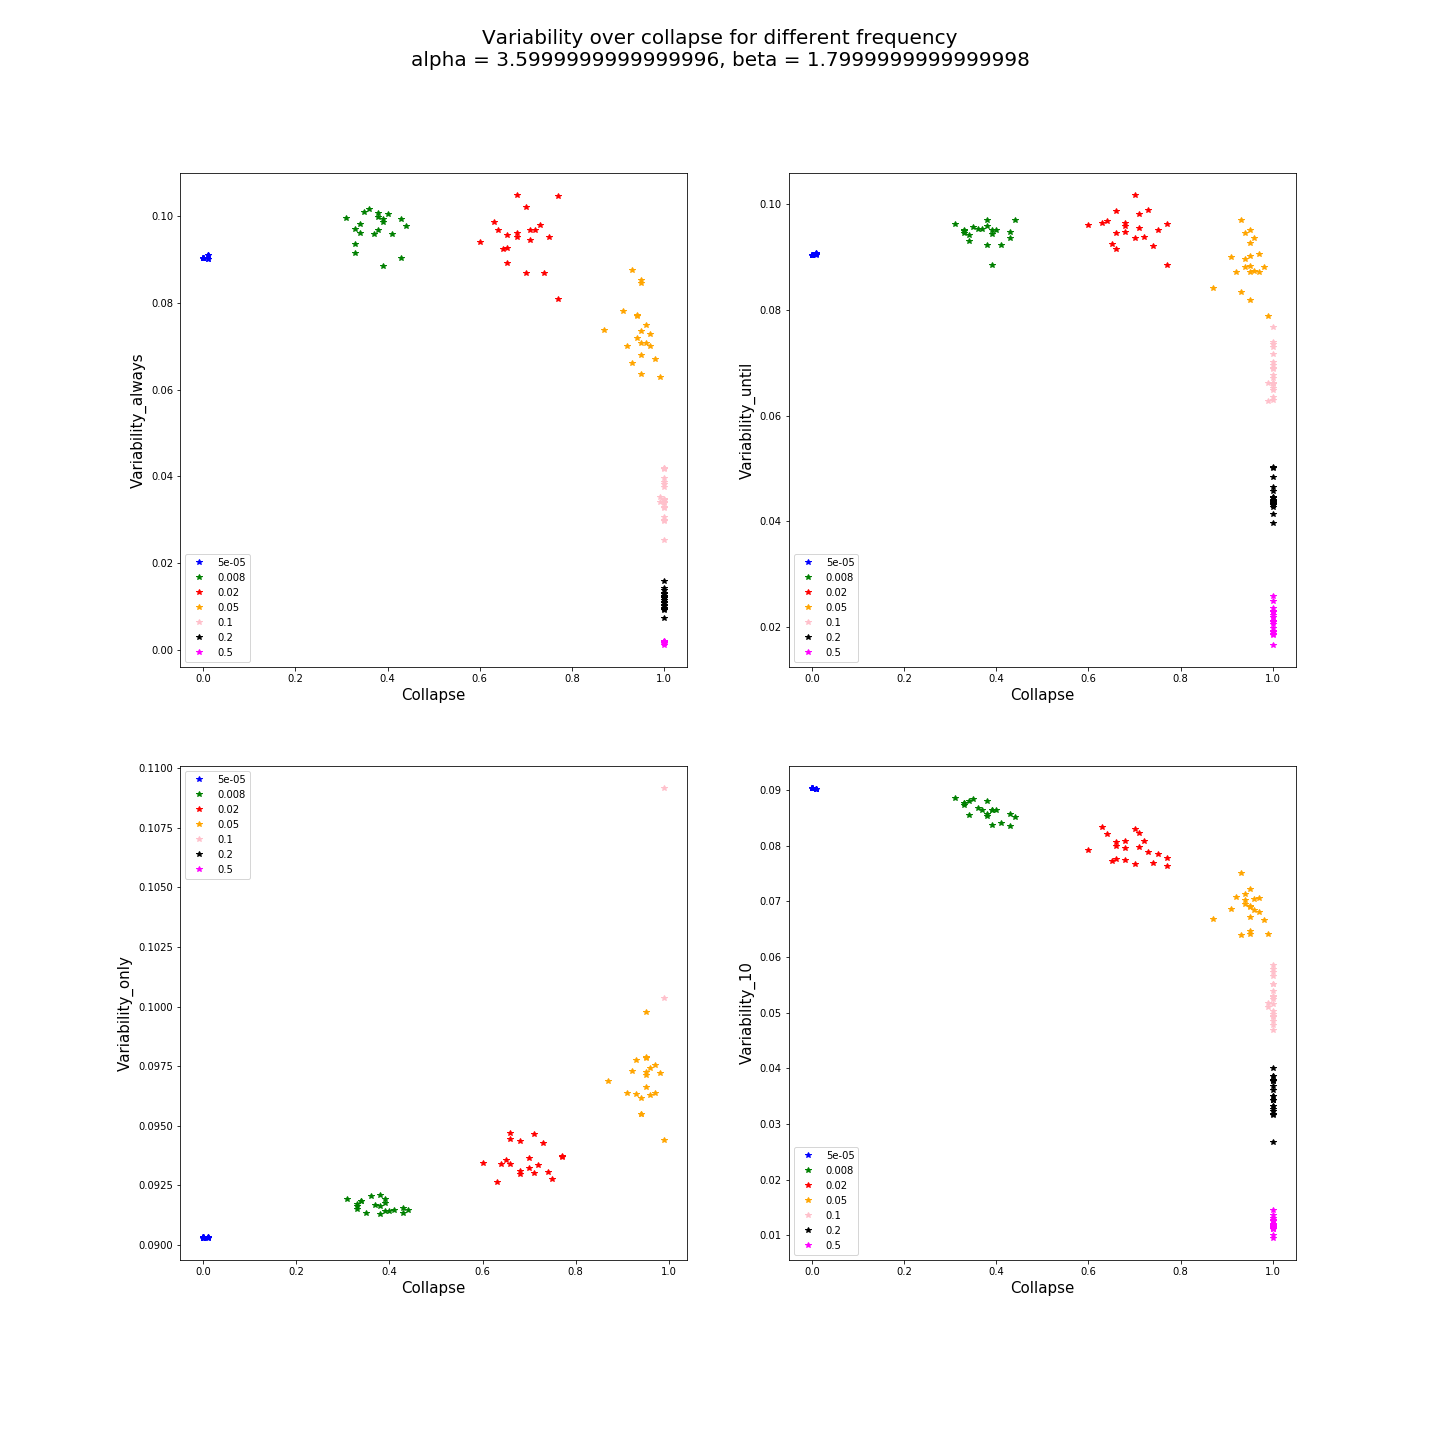 Variability over collapse for different frequency
alpha = 3.5999999999999996, beta = 1.7999999999999998
0.10
0.08
0.06
0.04
0.02
0.00
Variability_always
5e-05
0.008
0.02
0.05
0.1
0.2
0.5
0.0 0.2 0.4 0.6 0.8 1.0
Collapse
0.10
0.08
0.06
0.04
0.02
Variability_until
5e-05
0.008
0.02
0.05
0.1
0.2
0.5
0.0 0.2 0.4 0.6 0.8 1.0
Collapse
0.1100
0.1075
0.1050
0.1025
0.1000
0.0975
0.0950
0.0925
0.0900
Variability_only
5e-05
0.008
0.02
0.05
0.1
0.2
0.5
0.0 0.2 0.4 0.6 0.8 1.0
Collapse
0.09
0.08
0.07
0.06
0.05
0.04
0.03
0.02
0.01
Variability_10
5e-05
0.008
0.02
0.05
0.1
0.2
0.5
0.0 0.2 0.4 0.6 0.8 1.0
Collapse